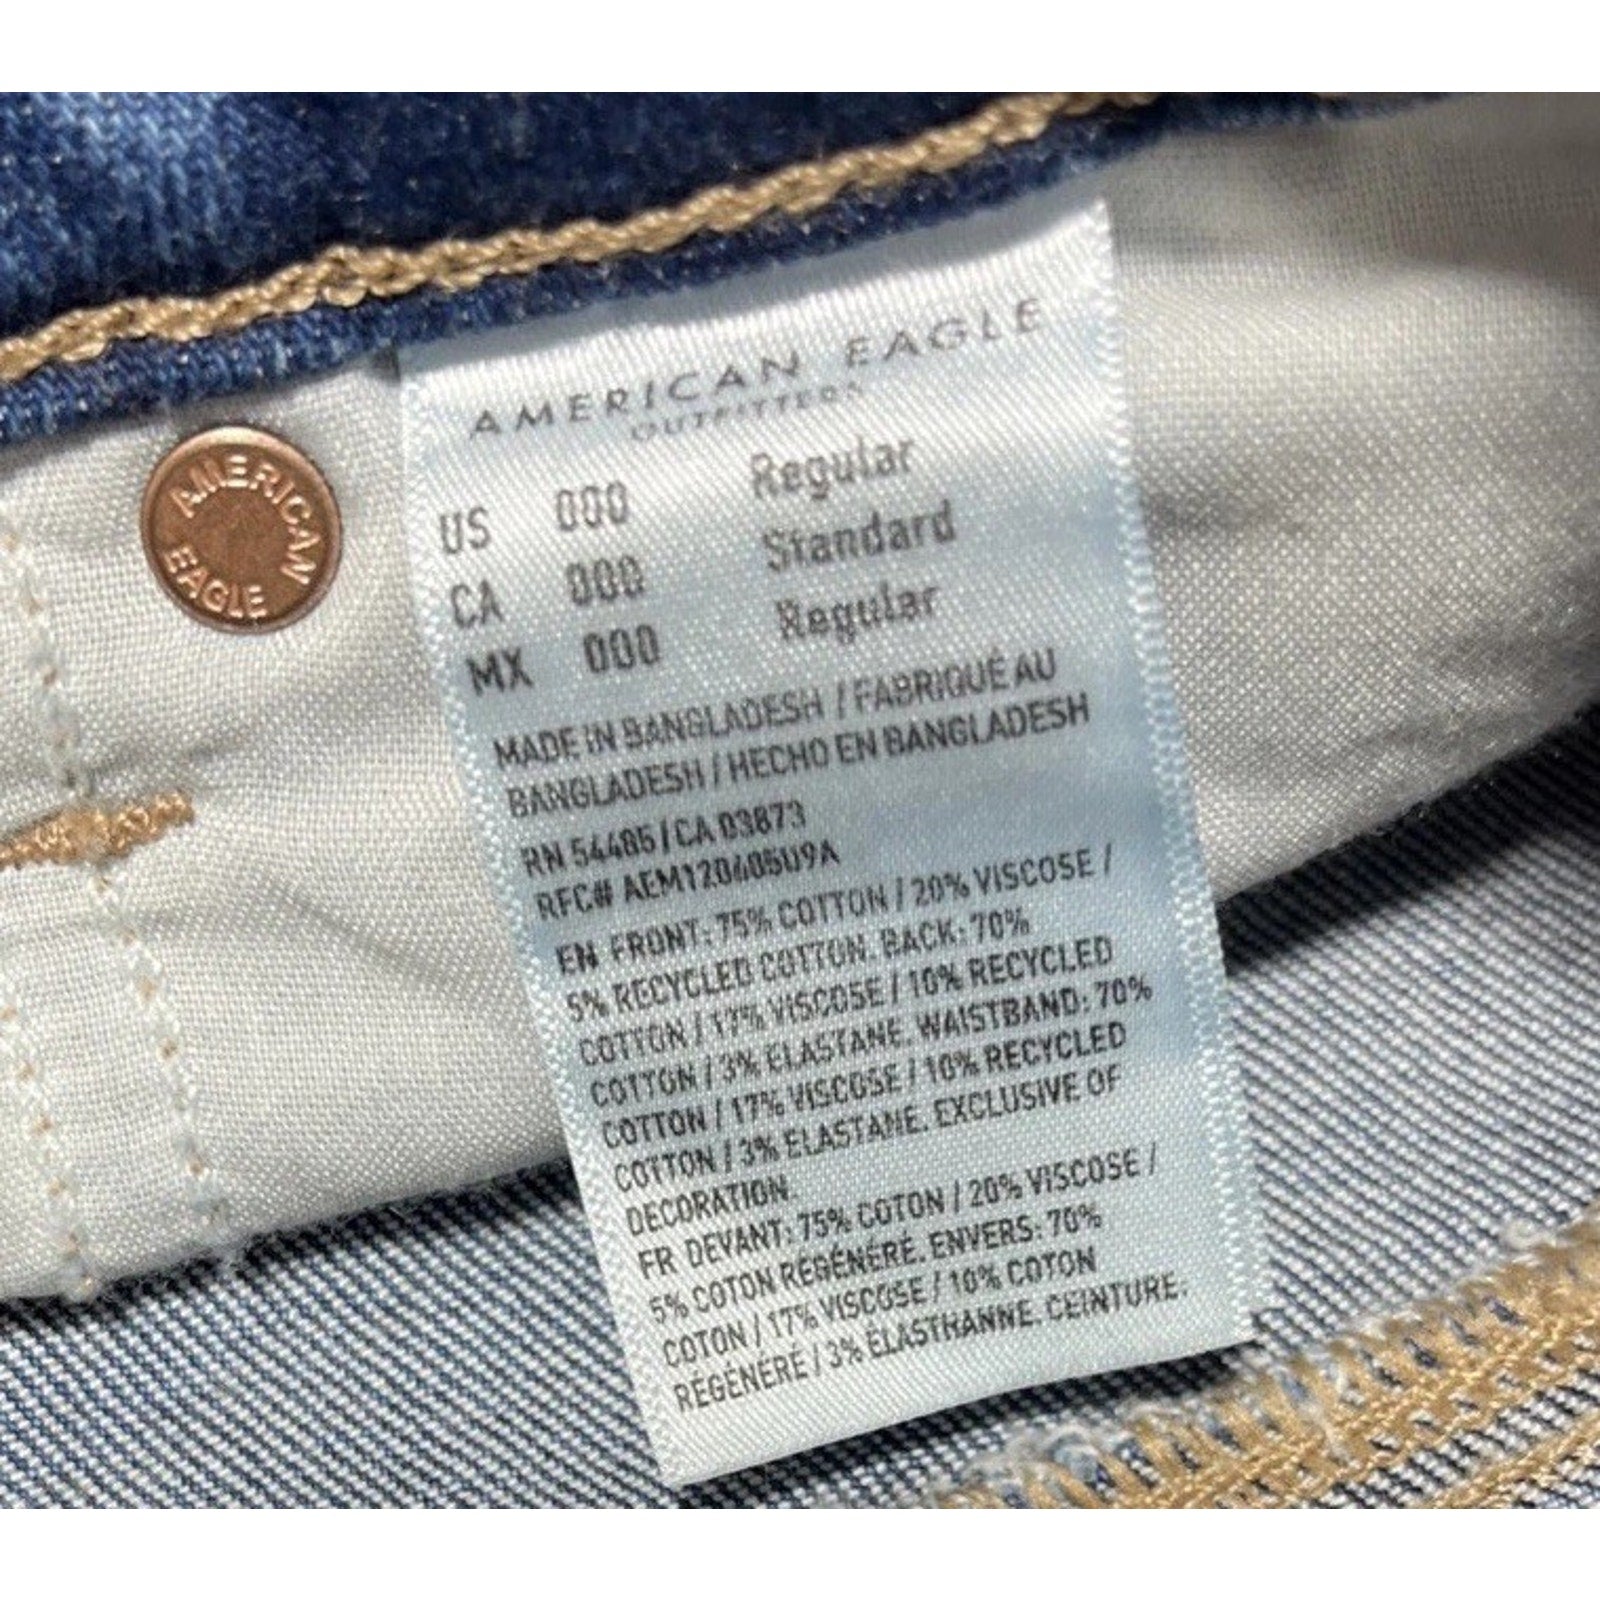 AMERICAN EAGLE
AMERICAN EAGLE
OUTFITTERS
US 000 Regular
CA 000 Standard
MX 000 Regular
MADE IN BANGLADESH / FABRIQUÉ AU
BANGLADESH / HECHO EN BANGLADESH
RN 54485 / CA 03873
RFC# AEM120605U9A
EN FRONT: 75% COTTON / 20% VISCOSE /
5% RECYCLED COTTON. BACK: 70%
COTTON / 17% VISCOSE / 10% RECYCLED
COTTON / 3% ELASTANE. WAISTBAND: 70%
COTTON / 17% VISCOSE / 10% RECYCLED
COTTON / 3% ELASTANE. EXCLUSIVE OF
DECORATION.
FR DEVANT: 75% COTON / 20% VISCOSE /
5% COTON RÉGÉNÉRÉ. ENVERS: 70%
COTON / 17% VISCOSE / 10% COTON
RÉGÉNÉRÉ / 3% ÉLASTHANNE. CEINTURE: